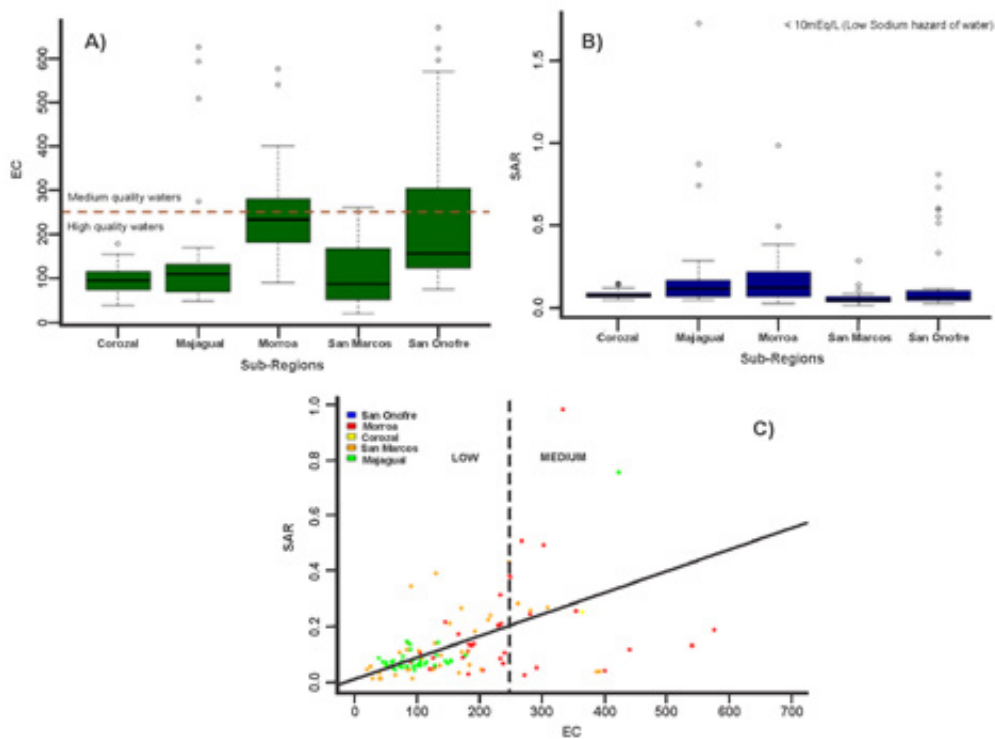 A)
600
500
400
300
200
100
0
EC
Medium quality waters
High quality waters
Corozal Majagual Morroa San Marcos San Onofre
Sub-Regions
B)
< 10mEq/L (Low Sodium hazard of water)
1.5
1.0
0.5
0.0
SAR
Corozal Majagual Morroa San Marcos San Onofre
Sub-Regions
C)
San Onofre
Morroa
Corozal
San Marcos
Majagual
LOW MEDIUM
1.0
0.8
0.6
0.4
0.2
0.0
SAR
0 100 200 300 400 500 600 700
EC